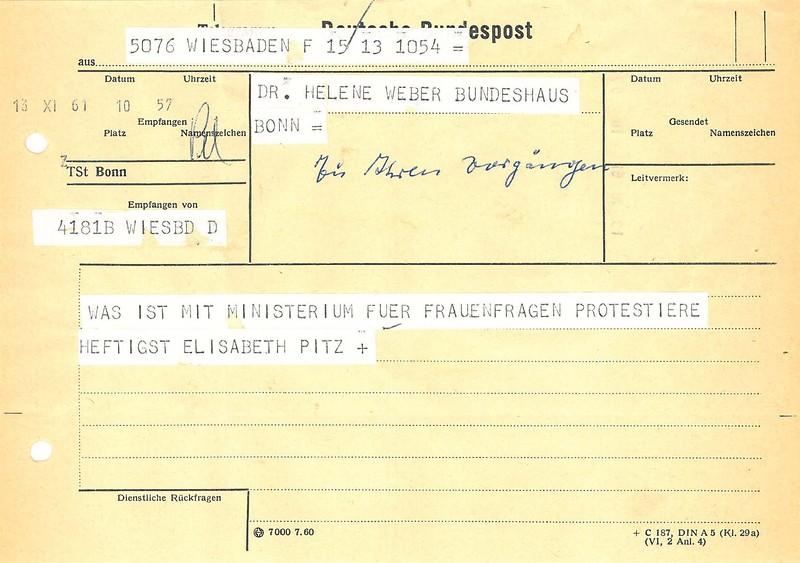 Deutsche Bundespost
5076 WIESBADEN F 15/13 1054 =
aus
Datum Uhrzeit
13 XI 61 10 57
Empfangen
Platz Namenszeichen
TSt Bonn
Empfangen von
4181B WIESBD D
DR. HELENE WEBER BUNDESHAUS
BONN =
Zu Ihren Vorgängen
Datum Uhrzeit
Gesendet
Platz Namenszeichen
Leitvermerk:
WAS IST MIT MINISTERIUM FUER FRAUENFRAGEN PROTESTIERE
HEFTIGST ELISABETH PITZ +
Dienstliche Rückfragen
7000 7.60
+ C 187, DIN A 5 (Kl. 29a)
(VI, 2 Anl. 4)